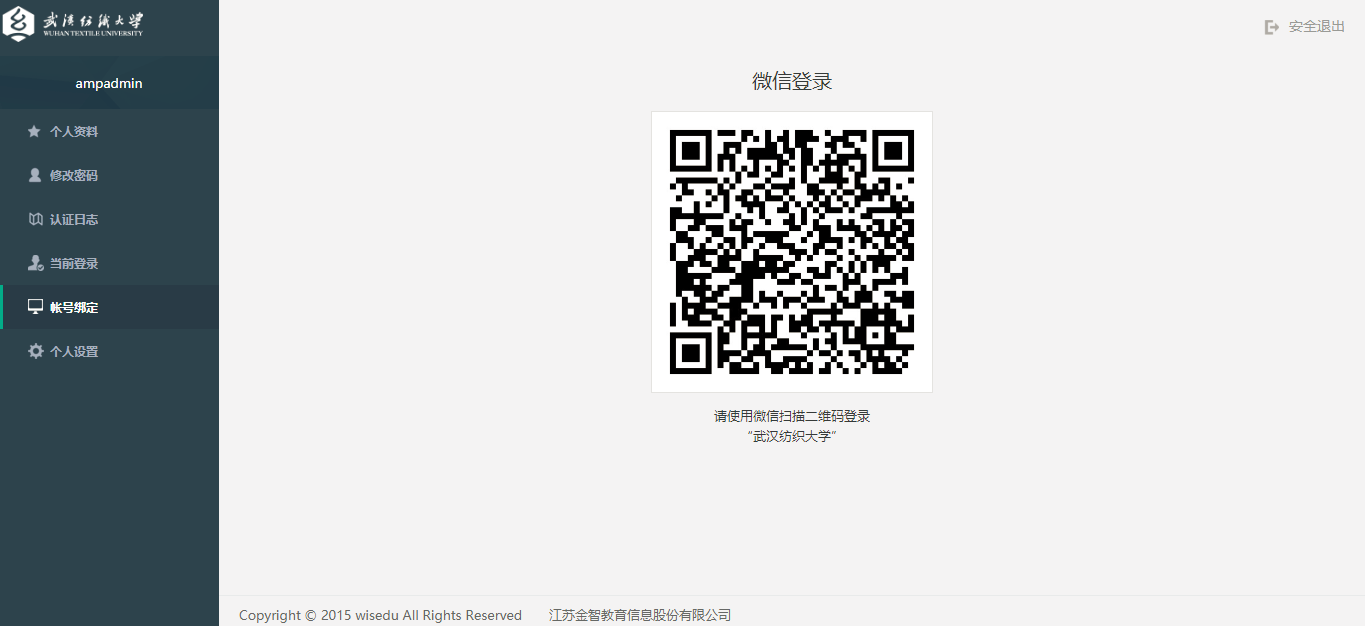 武汉纺织大学
WUHAN TEXTILE UNIVERSITY
ampadmin
个人资料
修改密码
认证日志
当前登录
帐号绑定
个人设置
安全退出
微信登录
请使用微信扫描二维码登录
“武汉纺织大学”
Copyright © 2015 wisedu All Rights Reserved 江苏金智教育信息股份有限公司